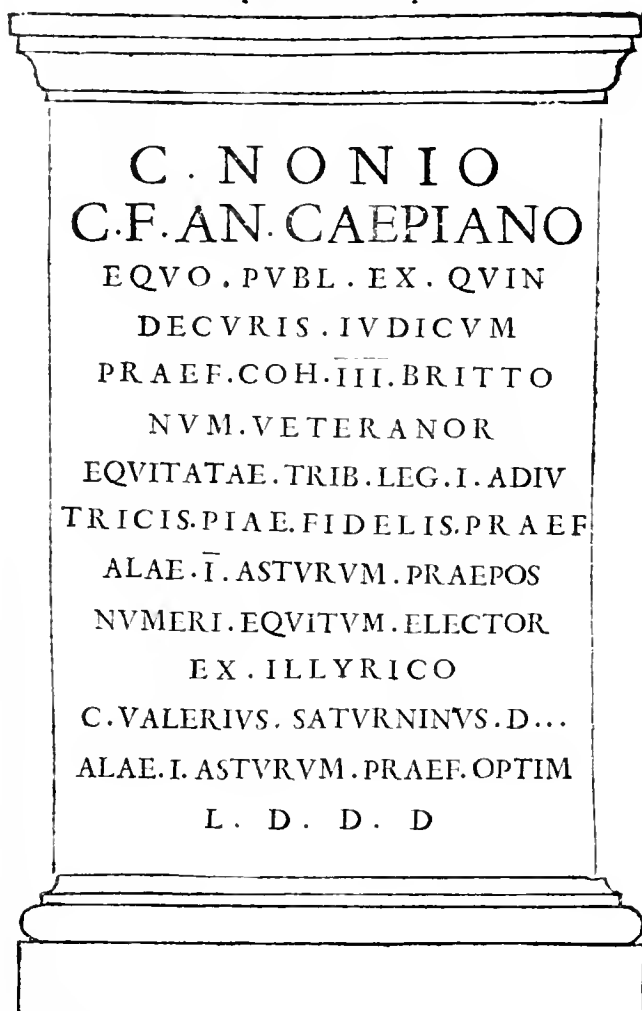 C · NONIO
C.F.AN. CAEPIANO
EQVO . PVBL . EX . QVIN
DECVRIS . IVDICVM
PRAEF.COH.I̅I̅I̅.BRITTO
NVM.VETERANOR
EQVITATAE.TRIB.LEG.I.ADIV
TRICIS.PIAE.FIDELIS.PRAEF
ALAE.I̅.ASTVRVM.PRAEPOS
NVMERI.EQVITVM.ELECTOR
EX.ILLYRICO
C.VALERIVS. SATVRNINVS.D...
ALAE.I.ASTVRVM.PRAEF.OPTIM
L. D. D. D